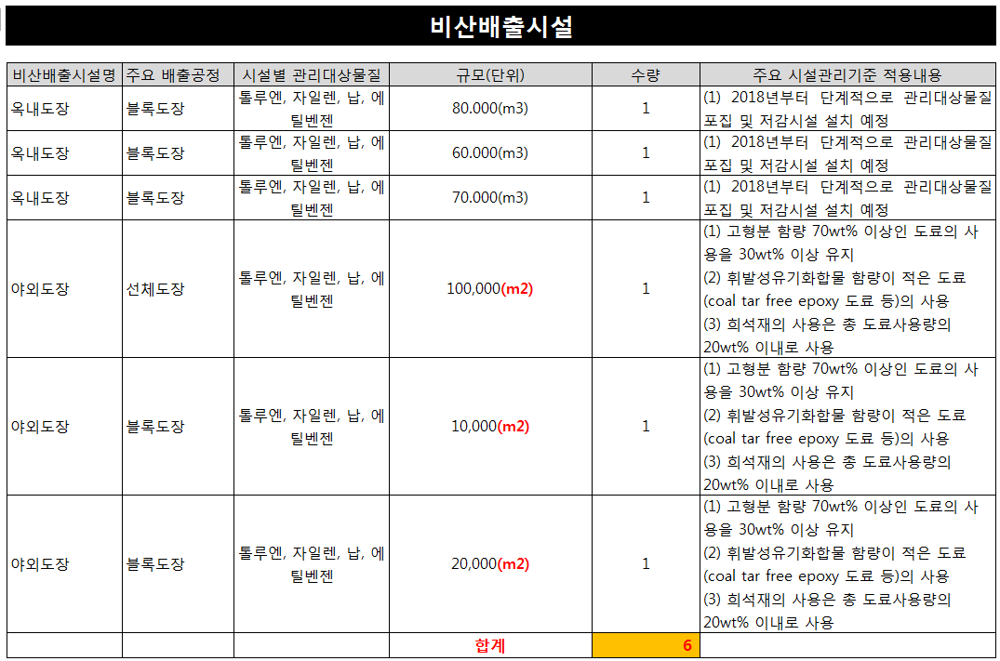 비산배출시설
비산배출시설명 주요 배출공정 시설별 관리대상물질 규모(단위) 수량 주요 시설관리기준 적용내용
옥내도장 블록도장 톨루엔, 자일렌, 납, 에 80.000(m3) 1 (1) 2018년부터 단계적으로 관리대상물질
틸벤젠 포집 및 저감시설 설치 예정
옥내도장 블록도장 톨루엔, 자일렌, 납, 에 60.000(m3) 1 (1) 2018년부터 단계적으로 관리대상물질
틸벤젠 포집 및 저감시설 설치 예정
옥내도장 블록도장 톨루엔, 자일렌, 납, 에 70.000(m3) 1 (1) 2018년부터 단계적으로 관리대상물질
틸벤젠 포집 및 저감시설 설치 예정
야외도장 선체도장 톨루엔, 자일렌, 납, 에 100,000(m2) 1 (1) 고형분 함량 70wt% 이상인 도료의 사
틸벤젠 용을 30wt% 이상 유지
(2) 휘발성유기화합물 함량이 적은 도료
(coal tar free epoxy 도료 등)의 사용
(3) 희석재의 사용은 총 도료사용량의
20wt% 이내로 사용
야외도장 블록도장 톨루엔, 자일렌, 납, 에 10,000(m2) 1 (1) 고형분 함량 70wt% 이상인 도료의 사
틸벤젠 용을 30wt% 이상 유지
(2) 휘발성유기화합물 함량이 적은 도료
(coal tar free epoxy 도료 등)의 사용
(3) 희석재의 사용은 총 도료사용량의
20wt% 이내로 사용
야외도장 블록도장 톨루엔, 자일렌, 납, 에 20,000(m2) 1 (1) 고형분 함량 70wt% 이상인 도료의 사
틸벤젠 용을 30wt% 이상 유지
(2) 휘발성유기화합물 함량이 적은 도료
(coal tar free epoxy 도료 등)의 사용
(3) 희석재의 사용은 총 도료사용량의
20wt% 이내로 사용
합계 6